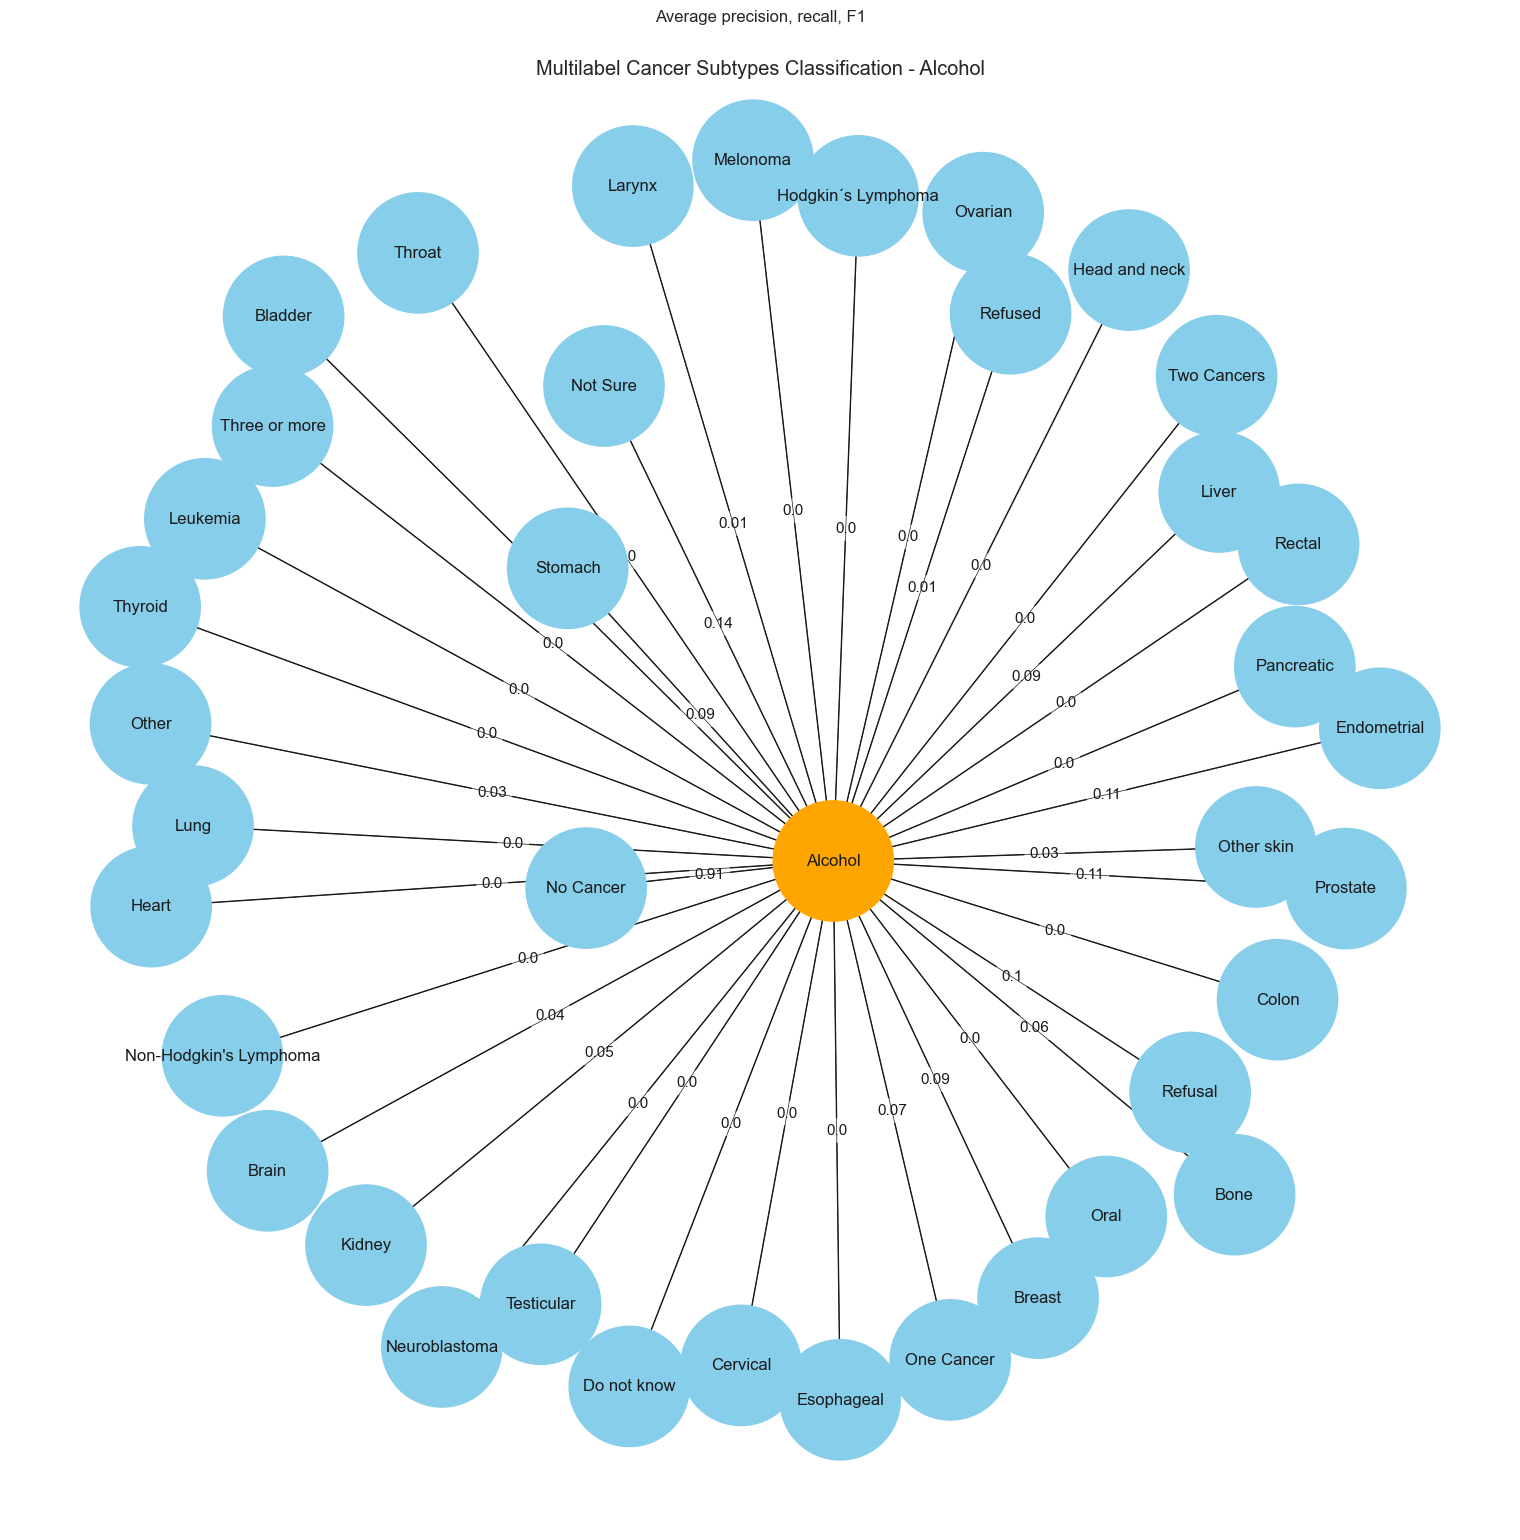 Average precision, recall, F1
Multilabel Cancer Subtypes Classification - Alcohol
Melonoma
Larynx
Hodgkin´s Lymphoma
Ovarian
Throat
Head and neck
Refused
Bladder
Two Cancers
Not Sure
Three or more
Liver
0.0
Leukemia
0.01
0.0
0.0
Rectal
0
0.0
Stomach
0.01
Thyroid
0.0
0.14
0.0
Pancreatic
0.09
0.0
0.0
0.09
Other
Endometrial
0.0
0.0
0.03
0.11
Lung
0.0
Other skin
0.03
Alcohol
0.91
0.11
0.0
No Cancer
Prostate
Heart
0.0
0.0
0.1
Colon
0.04
0.06
0.0
0.05
Non-Hodgkin's Lymphoma
0.09
0.0
Refusal
0.0
0.07
0.0
0.0
0.0
Brain
Bone
Oral
Kidney
Breast
Testicular
Neuroblastoma
One Cancer
Cervical
Do not know
Esophageal